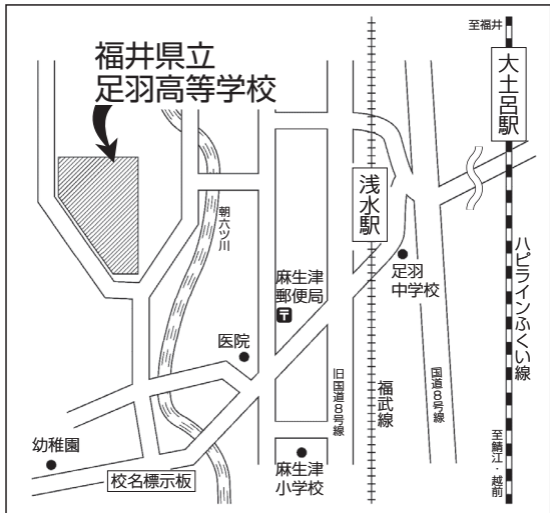 福井県立
足羽高等学校
至福井
大土呂駅
浅水駅
朝六ツ川
麻生津
郵便局
〒
足羽
中学校
ハピラインふくい線
医院
旧国道8号線
福武線
国道8号線
幼稚園
校名標示板
麻生津
小学校
至鯖江・越前